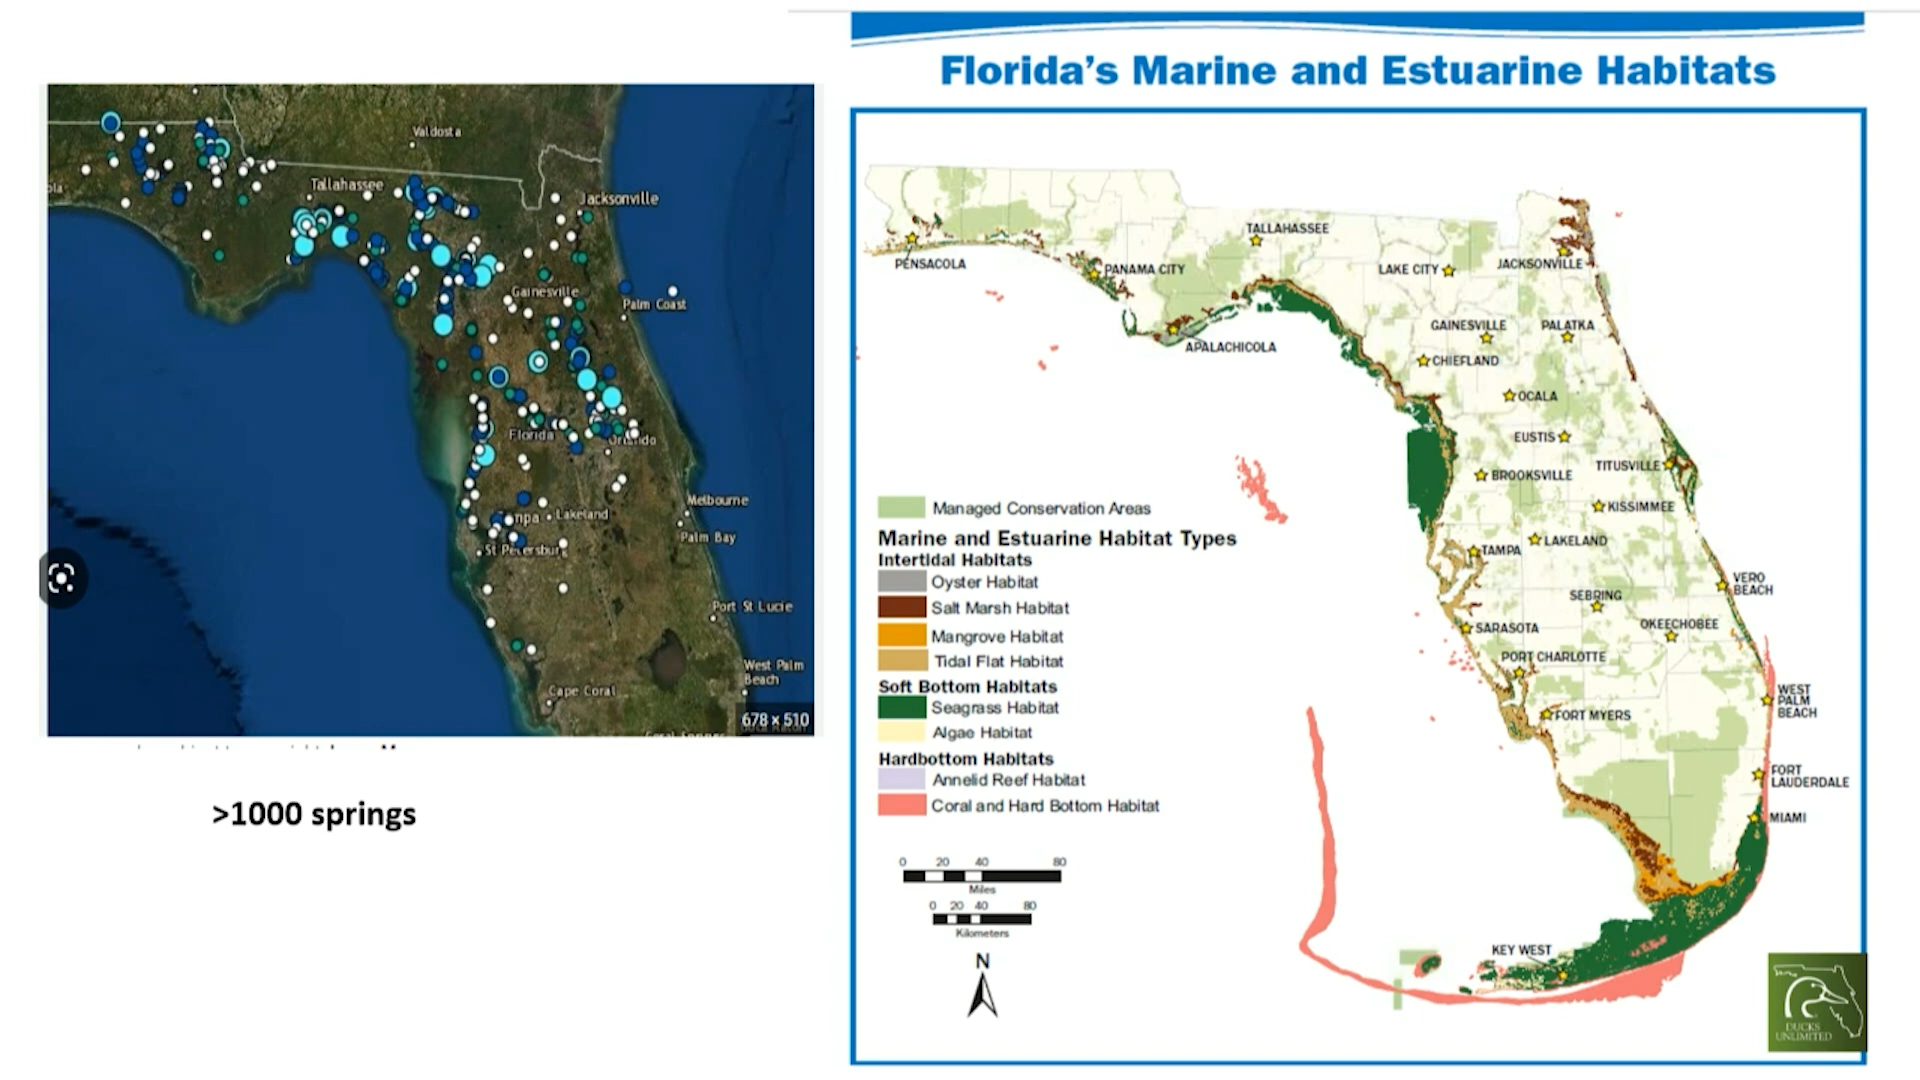 Florida's Marine and Estuarine Habitats
Valdosta
Tallahassee
Jacksonville
Gainesville
Palm Coast
Florida
Orlando
Melbourne
Lakeland
Palm Bay
St Petersburg
Port St Lucie
West Palm
Beach
Cape Coral
678 × 510
>1000 springs
PENSACOLA
PANAMA CITY
TALLAHASSEE
APALACHICOLA
LAKE CITY
JACKSONVILLE
GAINESVILLE
PALATKA
CHIEFLAND
OCALA
EUSTIS
TITUSVILLE
BROOKSVILLE
KISSIMMEE
TAMPA
LAKELAND
VERO
BEACH
SEBRING
OKEECHOBEE
SARASOTA
PORT CHARLOTTE
FORT MYERS
WEST
PALM
BEACH
FORT
LAUDERDALE
MIAMI
KEY WEST
Managed Conservation Areas
Marine and Estuarine Habitat Types
Intertidal Habitats
Oyster Habitat
Salt Marsh Habitat
Mangrove Habitat
Tidal Flat Habitat
Soft Bottom Habitats
Seagrass Habitat
Algae Habitat
Hardbottom Habitats
Annelid Reef Habitat
Coral and Hard Bottom Habitat
0 20 40 80
Miles
0 20 40 80
Kilometers
N
DUCKS
UNLIMITED